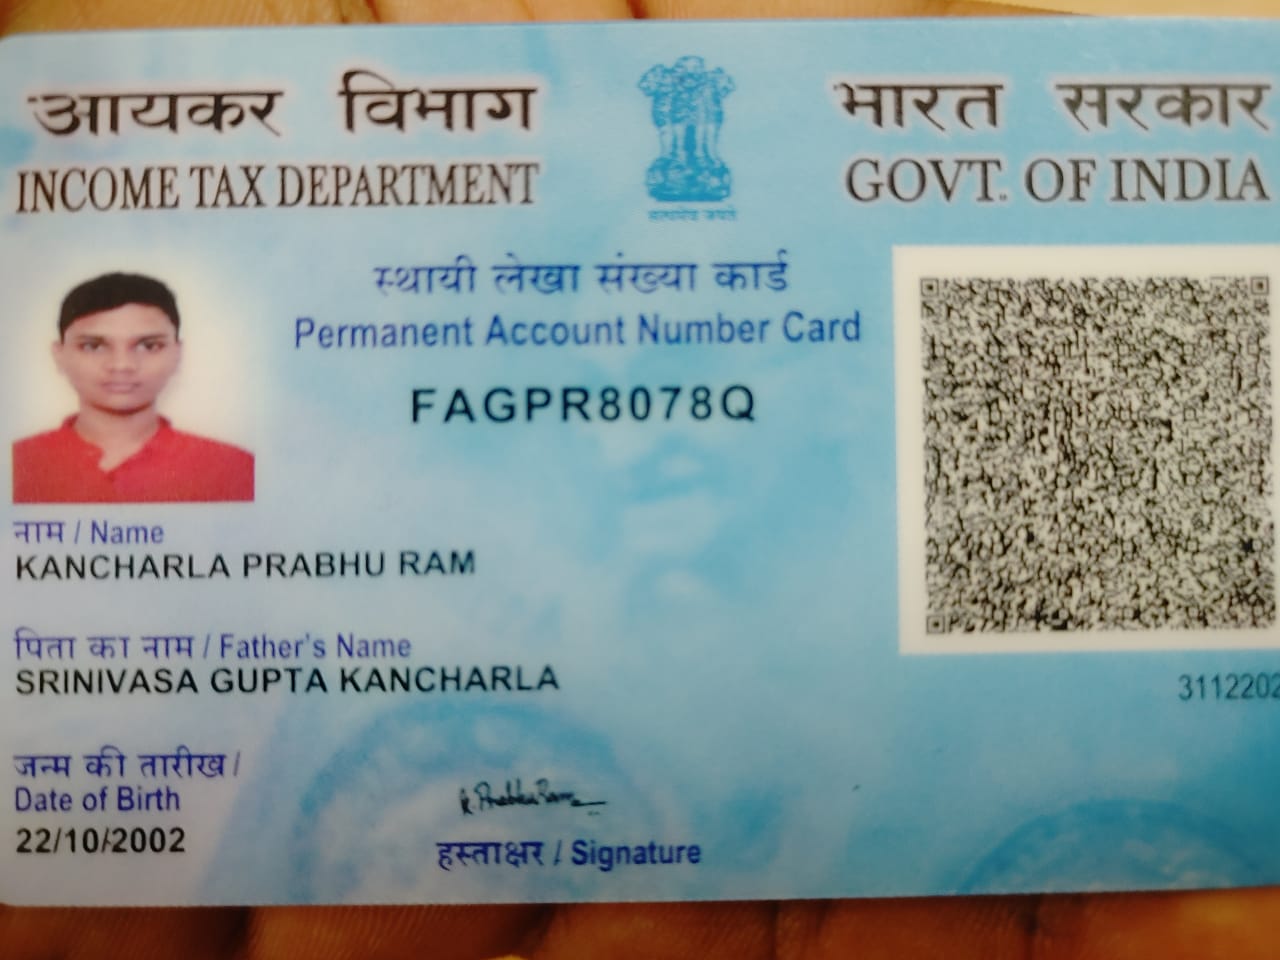 आयकर विभाग
INCOME TAX DEPARTMENT
सत्यमेव जयते
भारत सरकार
GOVT. OF INDIA
स्थायी लेखा संख्या कार्ड
Permanent Account Number Card
FAGPR8078Q
नाम / Name
KANCHARLA PRABHU RAM
पिता का नाम / Father's Name
SRINIVASA GUPTA KANCHARLA
3112202
जन्म की तारीख /
Date of Birth
22/10/2002
K. Prabhu Ram
हस्ताक्षर / Signature